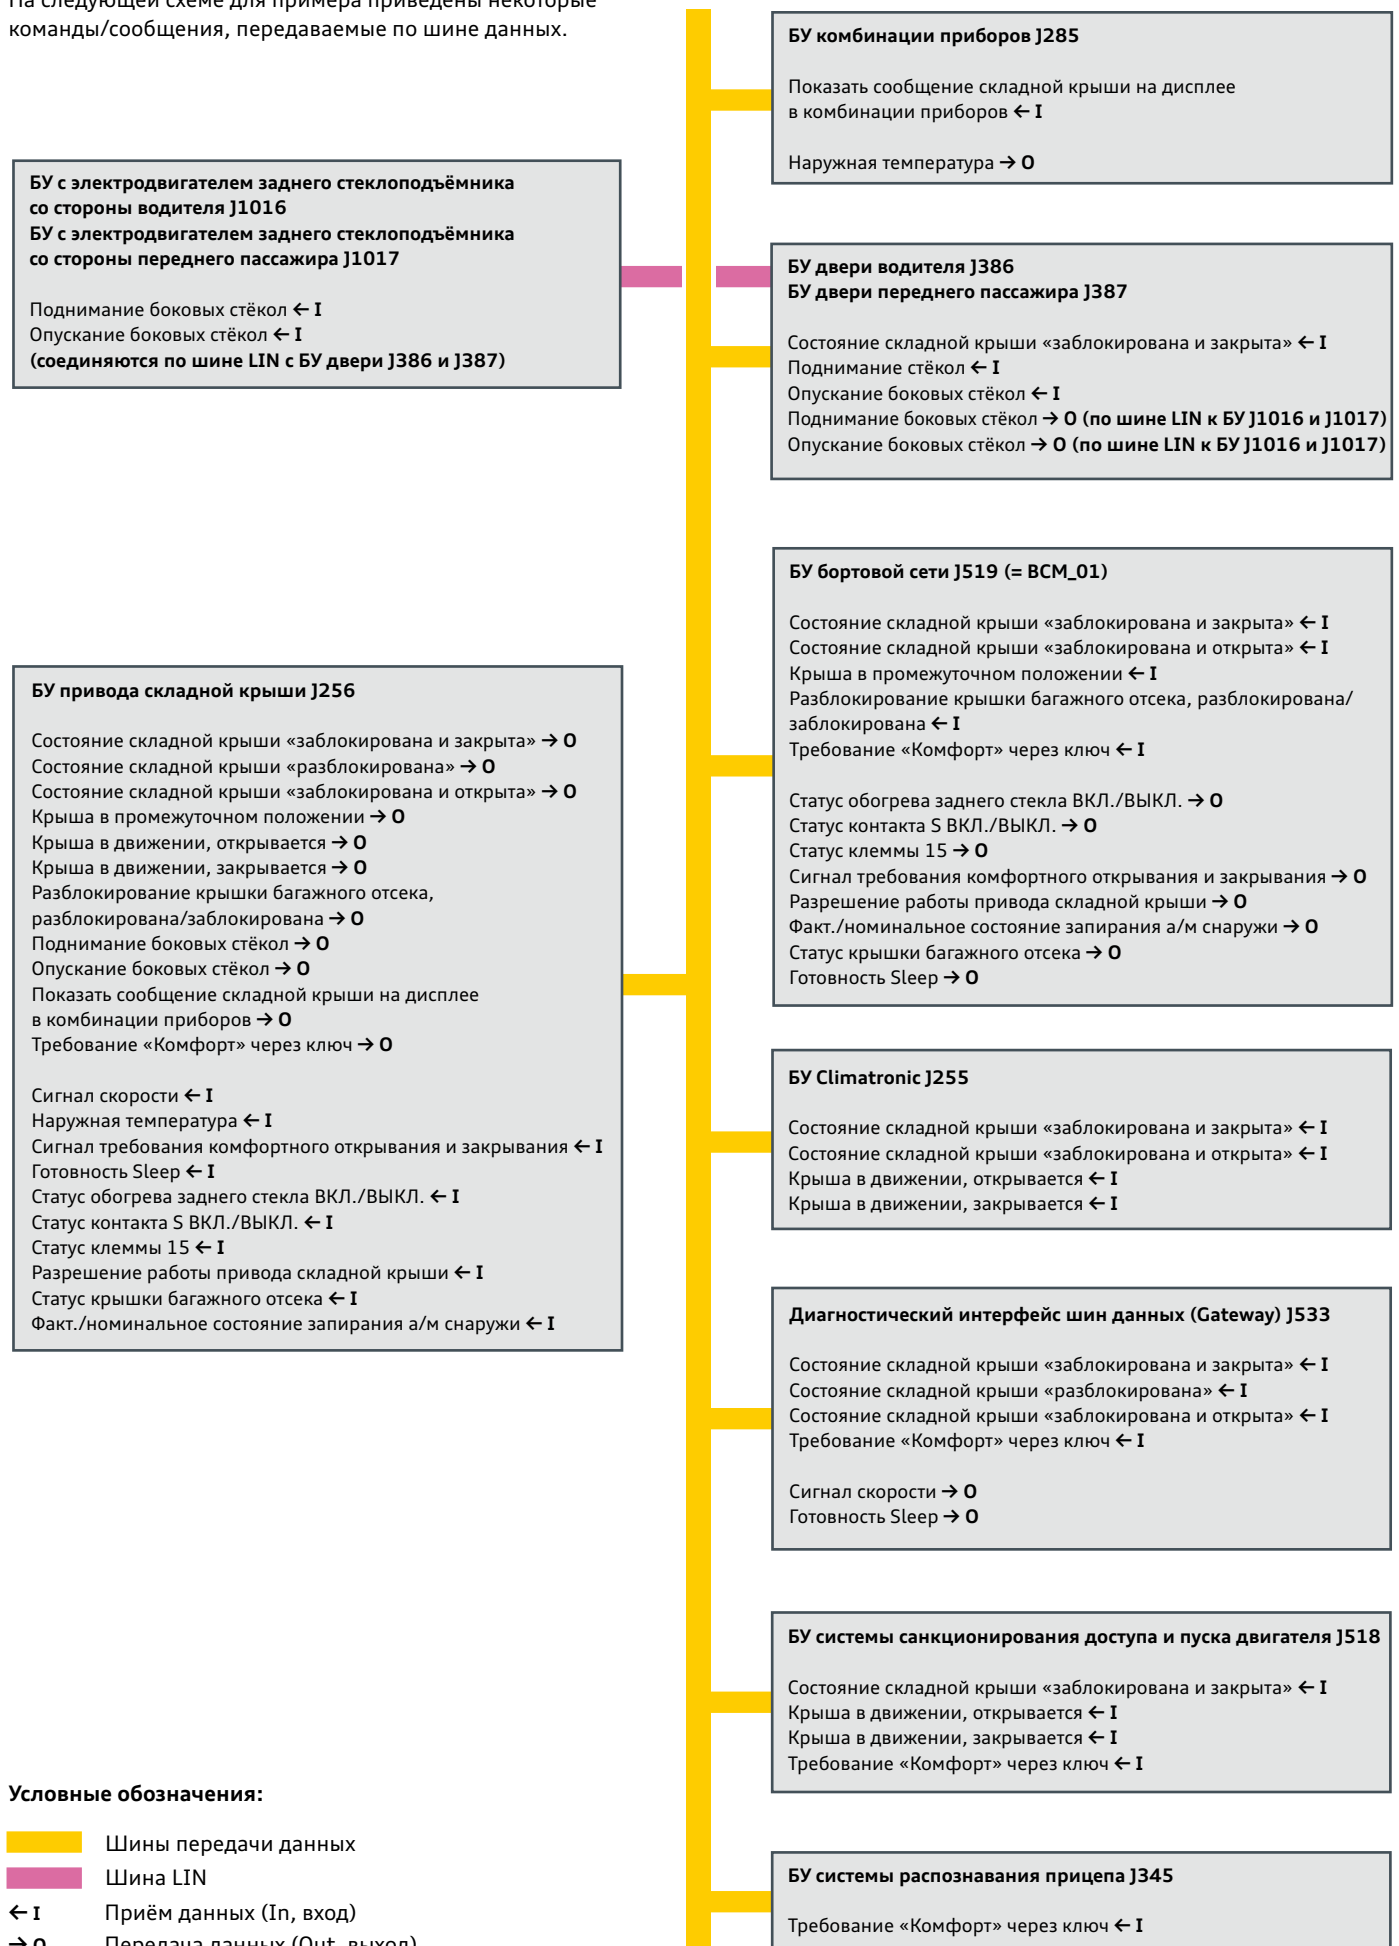 На следующей схеме для примера приведены некоторые
команды/сообщения, передаваемые по шине данных.
БУ комбинации приборов J285
Показать сообщение складной крыши на дисплее
в комбинации приборов ← I
Наружная температура → O
БУ с электродвигателем заднего стеклоподъёмника
со стороны водителя J1016
БУ с электродвигателем заднего стеклоподъёмника
со стороны переднего пассажира J1017
Поднимание боковых стёкол ← I
Опускание боковых стёкол ← I
(соединяются по шине LIN с БУ двери J386 и J387)
БУ двери водителя J386
БУ двери переднего пассажира J387
Состояние складной крыши «заблокирована и закрыта» ← I
Поднимание стёкол ← I
Опускание боковых стёкол ← I
Поднимание боковых стёкол → O (по шине LIN к БУ J1016 и J1017)
Опускание боковых стёкол → O (по шине LIN к БУ J1016 и J1017)
БУ бортовой сети J519 (= BCM_01)
Состояние складной крыши «заблокирована и закрыта» ← I
Состояние складной крыши «заблокирована и открыта» ← I
Крыша в промежуточном положении ← I
Разблокирование крышки багажного отсека, разблокирована/
заблокирована ← I
Требование «Комфорт» через ключ ← I
Статус обогрева заднего стекла ВКЛ./ВЫКЛ. → O
Статус контакта S ВКЛ./ВЫКЛ. → O
Статус клеммы 15 → O
Сигнал требования комфортного открывания и закрывания → O
Разрешение работы привода складной крыши → O
Факт./номинальное состояние запирания а/м снаружи → O
Статус крышки багажного отсека → O
Готовность Sleep → O
БУ привода складной крыши J256
Состояние складной крыши «заблокирована и закрыта» → O
Состояние складной крыши «разблокирована» → O
Состояние складной крыши «заблокирована и открыта» → O
Крыша в промежуточном положении → O
Крыша в движении, открывается → O
Крыша в движении, закрывается → O
Разблокирование крышки багажного отсека,
разблокирована/заблокирована → O
Поднимание боковых стёкол → O
Опускание боковых стёкол → O
Показать сообщение складной крыши на дисплее
в комбинации приборов → O
Требование «Комфорт» через ключ → O
Сигнал скорости ← I
Наружная температура ← I
Сигнал требования комфортного открывания и закрывания ← I
Готовность Sleep ← I
Статус обогрева заднего стекла ВКЛ./ВЫКЛ. ← I
Статус контакта S ВКЛ./ВЫКЛ. ← I
Статус клеммы 15 ← I
Разрешение работы привода складной крыши ← I
Статус крышки багажного отсека ← I
Факт./номинальное состояние запирания а/м снаружи ← I
БУ Climatronic J255
Состояние складной крыши «заблокирована и закрыта» ← I
Состояние складной крыши «заблокирована и открыта» ← I
Крыша в движении, открывается ← I
Крыша в движении, закрывается ← I
Диагностический интерфейс шин данных (Gateway) J533
Состояние складной крыши «заблокирована и закрыта» ← I
Состояние складной крыши «разблокирована» ← I
Состояние складной крыши «заблокирована и открыта» ← I
Требование «Комфорт» через ключ ← I
Сигнал скорости → O
Готовность Sleep → O
БУ системы санкционирования доступа и пуска двигателя J518
Состояние складной крыши «заблокирована и закрыта» ← I
Крыша в движении, открывается ← I
Крыша в движении, закрывается ← I
Требование «Комфорт» через ключ ← I
БУ системы распознавания прицепа J345
Требование «Комфорт» через ключ ← I
Условные обозначения:
Шины передачи данных
Шина LIN
← I Приём данных (In, вход)
→ O Передача данных (Out, выход)